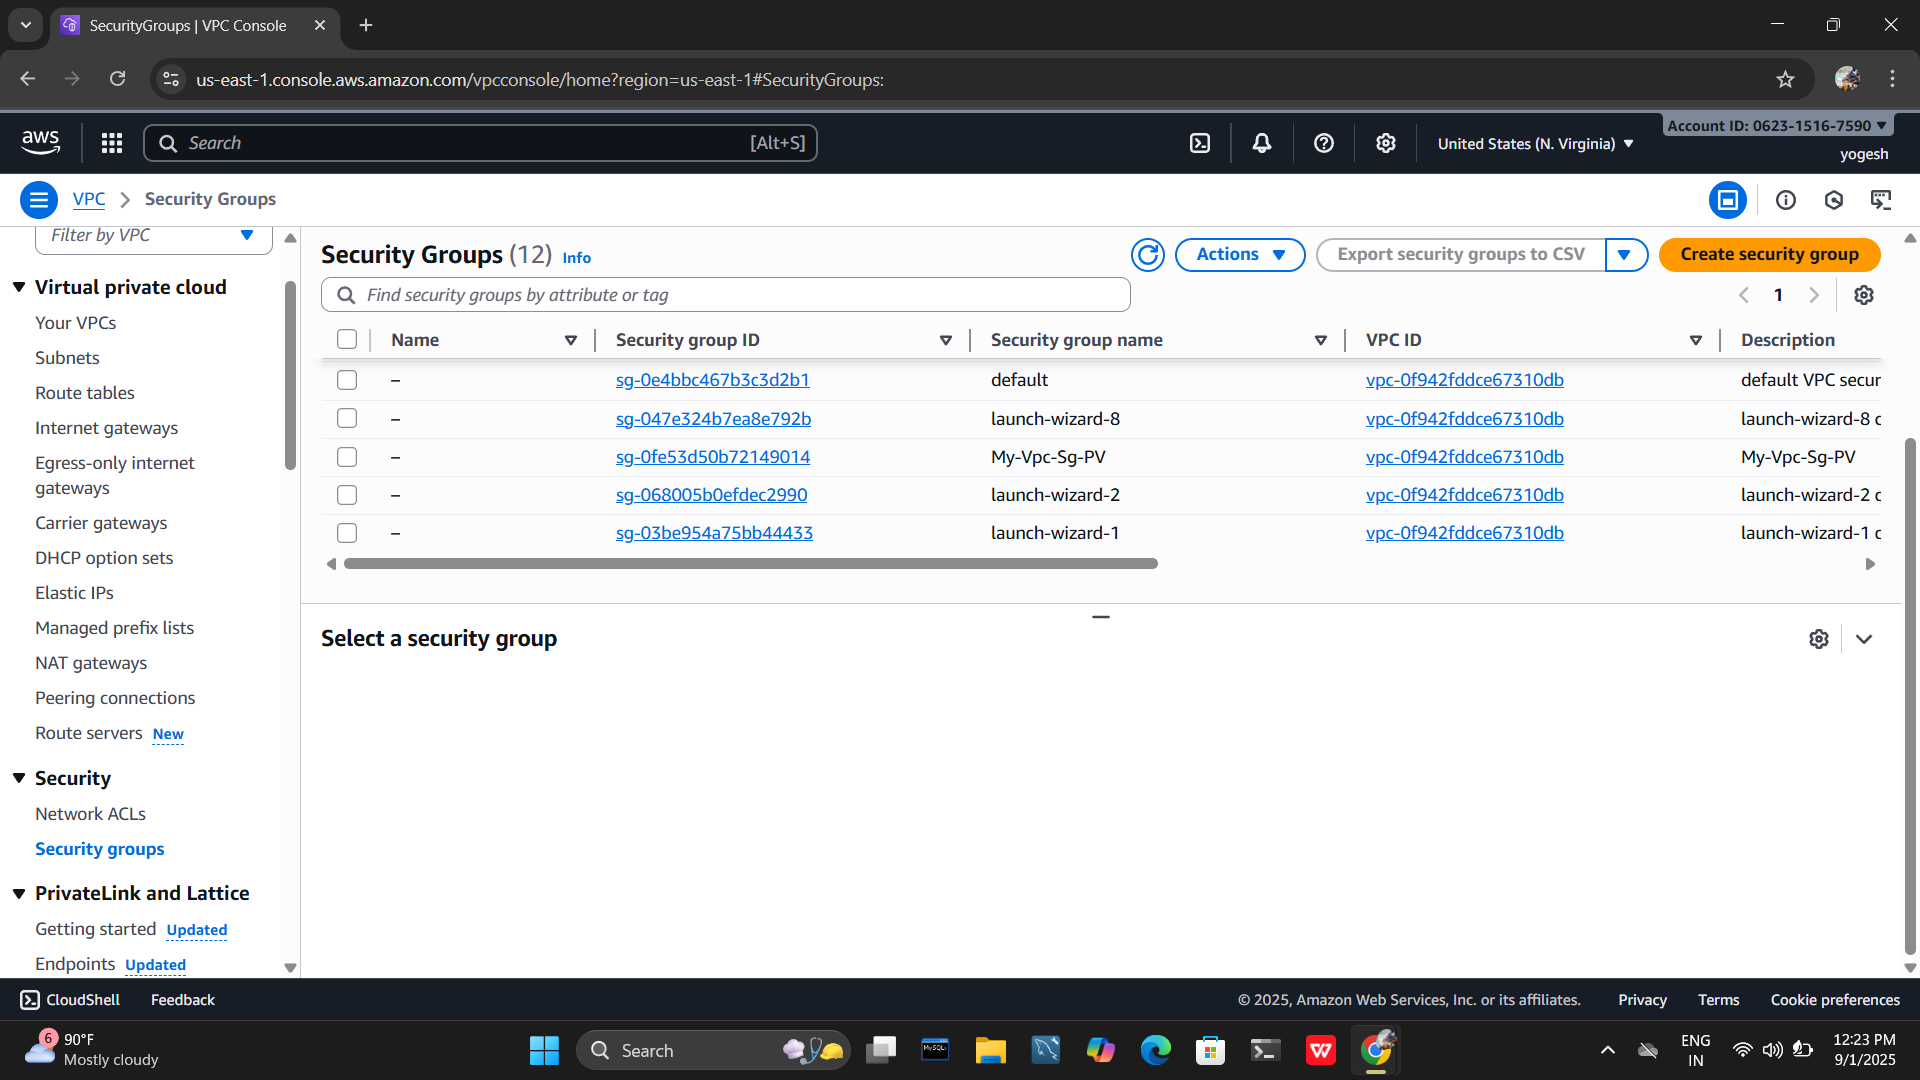 SecurityGroups | VPC Console
us-east-1.console.aws.amazon.com/vpcconsole/home?region=us-east-1#SecurityGroups:
aws
Search
[Alt+S]
United States (N. Virginia)
Account ID: 0623-1516-7590
yogesh
VPC
Security Groups
Filter by VPC
Virtual private cloud
Your VPCs
Subnets
Route tables
Internet gateways
Egress-only internet
gateways
Carrier gateways
DHCP option sets
Elastic IPs
Managed prefix lists
NAT gateways
Peering connections
Route servers New
Security
Network ACLs
Security groups
PrivateLink and Lattice
Getting started Updated
Endpoints Updated
Security Groups (12) Info
Actions
Export security groups to CSV
Create security group
Find security groups by attribute or tag
1
Name Security group ID Security group name VPC ID Description
– sg-0e4bbc467b3c3d2b1 default vpc-0f942fddce67310db default VPC secur
– sg-047e324b7ea8e792b launch-wizard-8 vpc-0f942fddce67310db launch-wizard-8 c
– sg-0fe53d50b72149014 My-Vpc-Sg-PV vpc-0f942fddce67310db My-Vpc-Sg-PV
– sg-068005b0efdec2990 launch-wizard-2 vpc-0f942fddce67310db launch-wizard-2 c
– sg-03be954a75bb44433 launch-wizard-1 vpc-0f942fddce67310db launch-wizard-1 c
Select a security group
CloudShell
Feedback
© 2025, Amazon Web Services, Inc. or its affiliates.
Privacy
Terms
Cookie preferences
6
90°F
Mostly cloudy
Search
MySQL
W
ENG
IN
12:23 PM
9/1/2025